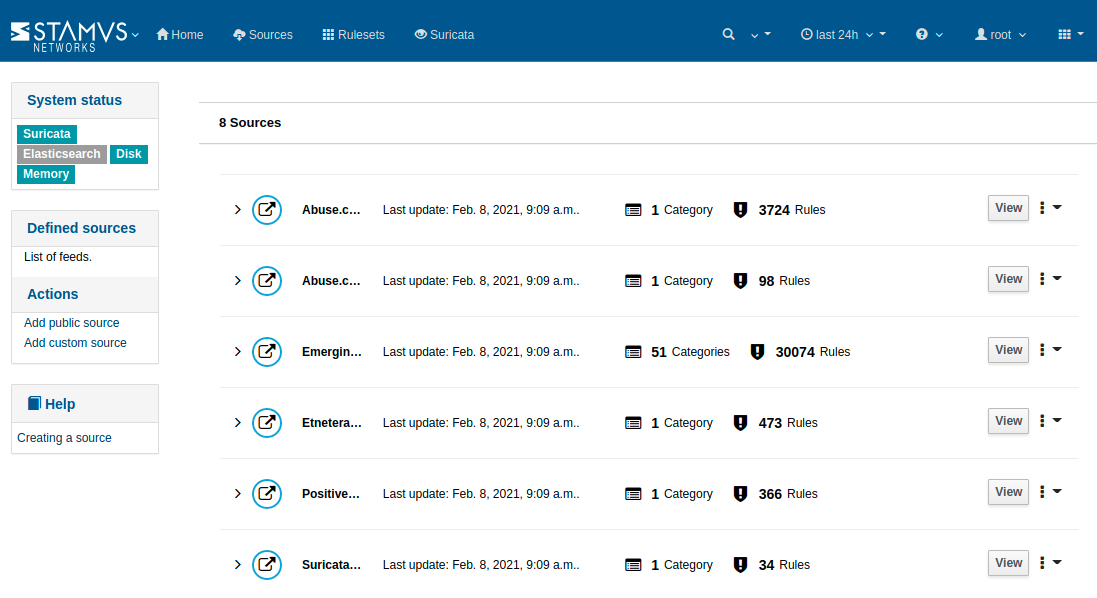 STAMVS NETWORKS Home Sources Rulesets Suricata last 24h root
System status
Suricata
Elasticsearch Disk
Memory
Defined sources
List of feeds.
Actions
Add public source
Add custom source
Help
Creating a source
8 Sources
Abuse.c... Last update: Feb. 8, 2021, 9:09 a.m.. 1 Category 3724 Rules View
Abuse.c... Last update: Feb. 8, 2021, 9:09 a.m.. 1 Category 98 Rules View
Emergin... Last update: Feb. 8, 2021, 9:09 a.m.. 51 Categories 30074 Rules View
Etnetera... Last update: Feb. 8, 2021, 9:09 a.m.. 1 Category 473 Rules View
Positive... Last update: Feb. 8, 2021, 9:09 a.m.. 1 Category 366 Rules View
Suricata... Last update: Feb. 8, 2021, 9:09 a.m.. 1 Category 34 Rules View